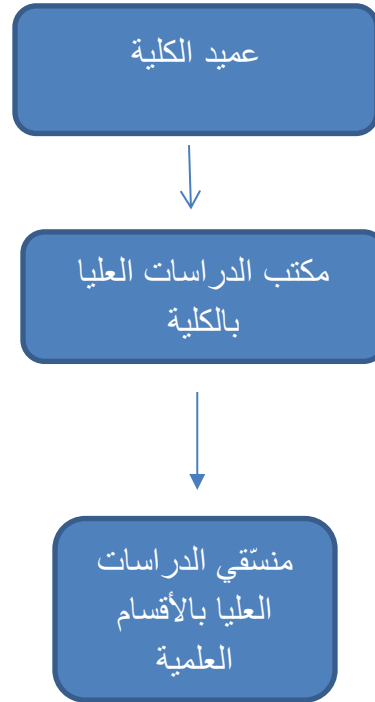 عميد الكلية
مكتب الدراسات العليا
بالكلية
منسّقي الدراسات
العليا بالأقسام
العلمية